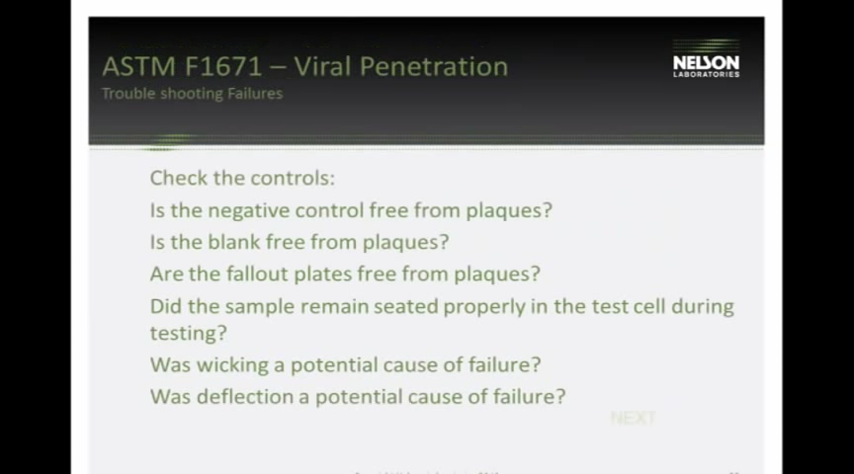 ASTM F1671 – Viral Penetration
Trouble shooting Failures
NELSON
LABORATORIES
Check the controls:
Is the negative control free from plaques?
Is the blank free from plaques?
Are the fallout plates free from plaques?
Did the sample remain seated properly in the test cell during
testing?
Was wicking a potential cause of failure?
Was deflection a potential cause of failure?
NEXT